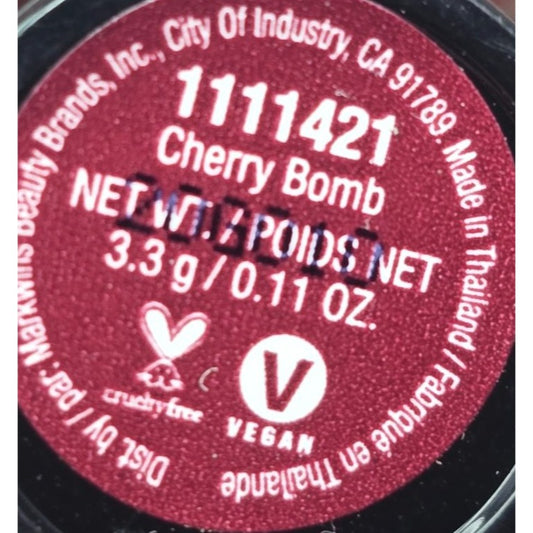 Dist. by / par: Markwins Beauty Brands, Inc., City Of Industry, CA 91789. Made in Thailand / Fabriqué en Thaïlande
1111421
Cherry Bomb
NET WT. / POIDS NET
3.3 g / 0.11 OZ.
crueltyfree
V
VEGAN